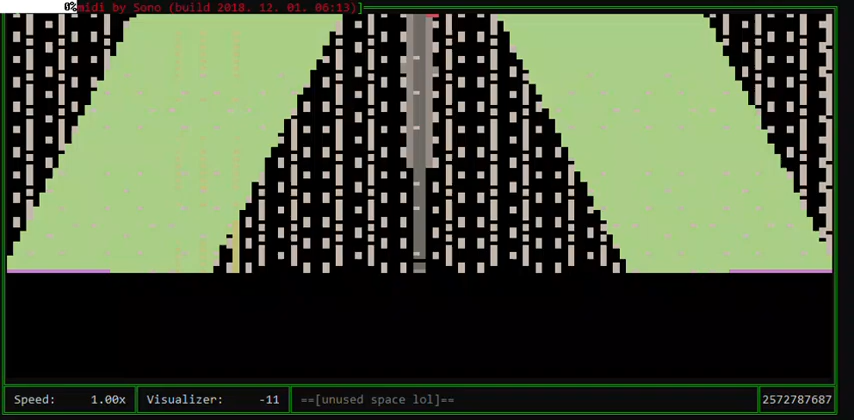 0%midi by Sono (build 2018. 12. 01. 06:13)]
Speed: 1.00x Visualizer: -11 ==[unused space lol]== 2572787687